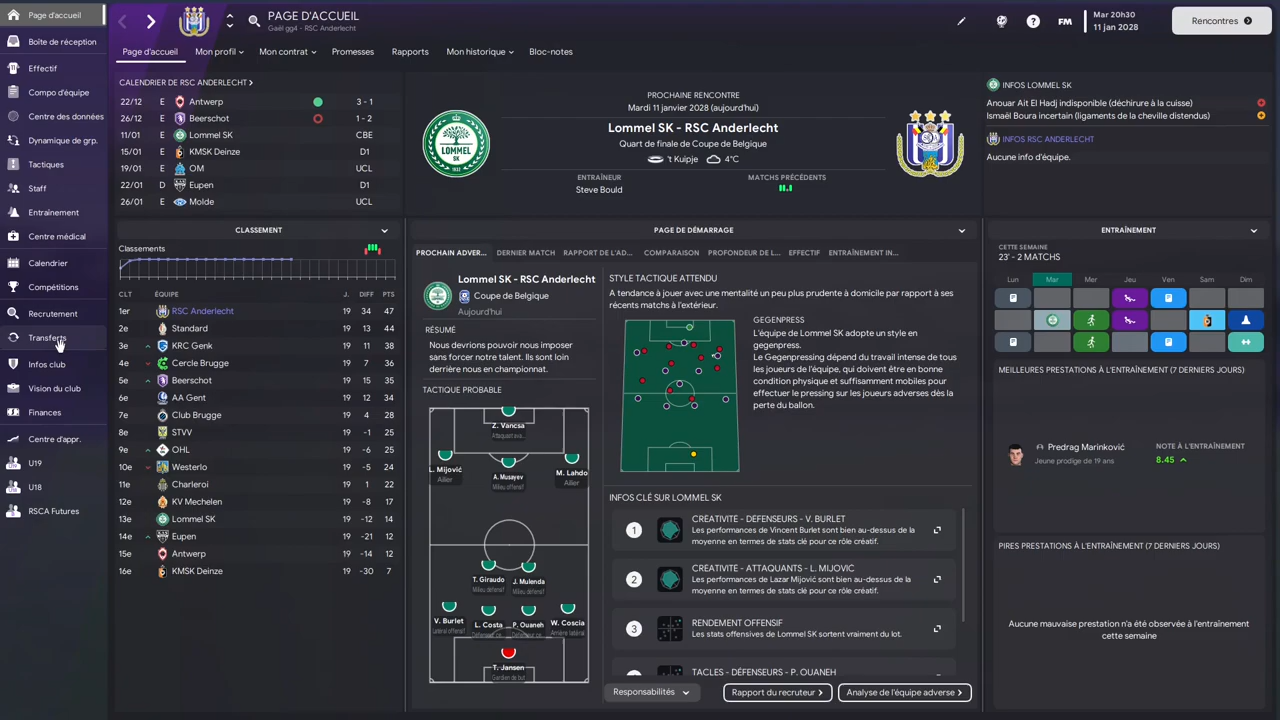 Page d'accueil
Boîte de réception
Effectif
Compo d'équipe
Centre des données
Dynamique de grp.
Tactiques
Staff
Entraînement
Centre médical
Calendrier
Compétitions
Recrutement
Transferts
Infos club
Vision du club
Finances
Centre d'appr.
U19
U18
RSCA Futures
PAGE D'ACCUEIL
Gaël gg4 - RSC Anderlecht
FM
Mar 20h30
11 jan 2028
Rencontres
Page d'accueil
Mon profil
Mon contrat
Promesses
Rapports
Mon historique
Bloc-notes
CALENDRIER DE RSC ANDERLECHT
22/12 E Antwerp 3 - 1
26/12 E Beerschot 1 - 2
11/01 E Lommel SK CBE
15/01 E KMSK Deinze D1
19/01 E OM UCL
22/01 D Eupen D1
26/01 E Molde UCL
PROCHAINE RENCONTRE
Mardi 11 janvier 2028 (aujourd'hui)
Lommel SK - RSC Anderlecht
Quart de finale de Coupe de Belgique
't Kuipje 4°C
ENTRAÎNEUR
Steve Bould
MATCHS PRÉCÉDENTS
INFOS LOMMEL SK
Anouar Ait El Hadj indisponible (déchirure à la cuisse)
Ismaël Boura incertain (ligaments de la cheville distendus)
INFOS RSC ANDERLECHT
Aucune info d'équipe.
CLASSEMENT
Classements
CLT ÉQUIPE J. DIFF PTS
1er RSC Anderlecht 19 34 47
2e Standard 19 13 44
3e KRC Genk 19 7 38
4e Cercle Brugge 19 7 36
5e Beerschot 19 15 35
6e AA Gent 19 12 34
7e Club Brugge 19 4 28
8e STVV 19 -1 25
9e OHL 19 -6 25
10e Westerlo 19 -5 24
11e Charleroi 19 1 22
12e KV Mechelen 19 -8 17
13e Lommel SK 19 -12 14
14e Eupen 19 -21 12
15e Antwerp 19 -14 12
16e KMSK Deinze 19 -30 7
PAGE DE DÉMARRAGE
PROCHAIN ADVER...
DERNIER MATCH
RAPPORT DE L'AD...
COMPARAISON
PROFONDEUR DE L...
EFFECTIF
ENTRAÎNEMENT IN...
Lommel SK - RSC Anderlecht
Coupe de Belgique
Aujourd'hui
RÉSUMÉ
Nous devrions pouvoir nous imposer
sans forcer notre talent. Ils sont loin
derrière nous en championnat.
TACTIQUE PROBABLE
Z. Vancsa
L. Mijović
Ailier
A. Musayev
Milieu offensif
M. Lahdo
Ailier
T. Giraudo
Milieu défensif
J. Mulenda
Milieu défensif
V. Burlet
Latéral offensif
L. Costa
Défenseur ce...
P. Ouaneh
Défenseur ce...
W. Coscia
Arrière latéral
T. Jansen
Gardien de but
STYLE TACTIQUE ATTENDU
A tendance à jouer avec une mentalité un peu plus prudente à domicile par rapport à ses
récents matchs à l'extérieur.
GEGENPRESS
L'équipe de Lommel SK adopte un style en
gegenpress.
Le Gegenpressing dépend du travail intense de tous
les joueurs de l'équipe, qui doivent être en bonne
condition physique et suffisamment mobiles pour
effectuer le pressing sur les joueurs adverses dès la
perte du ballon.
INFOS CLÉ SUR LOMMEL SK
1
CRÉATIVITÉ - DÉFENSEURS - V. BURLET
Les performances de Vincent Burlet sont bien au-dessus de la
moyenne en termes de stats clé pour ce rôle créatif.
2
CRÉATIVITÉ - ATTAQUANTS - L. MIJOVIĆ
Les performances de Lazar Mijović sont bien au-dessus de la
moyenne en termes de stats clé pour ce rôle créatif.
3
RENDEMENT OFFENSIF
Les stats offensives de Lommel SK sortent vraiment du lot.
TACLES - DÉFENSEURS - P. OUANEH
Responsabilités
Rapport du recruteur
Analyse de l'équipe adverse
ENTRAÎNEMENT
CETTE SEMAINE
23' - 2 MATCHS
Lun Mar Mer Jeu Ven Sam Dim
MEILLEURES PRESTATIONS À L'ENTRAÎNEMENT (7 DERNIERS JOURS)
Predrag Marinković
Jeune prodige de 19 ans
NOTE À L'ENTRAÎNEMENT
8.45
PIRES PRESTATIONS À L'ENTRAÎNEMENT (7 DERNIERS JOURS)
Aucune mauvaise prestation n'a été observée à l'entraînement
cette semaine